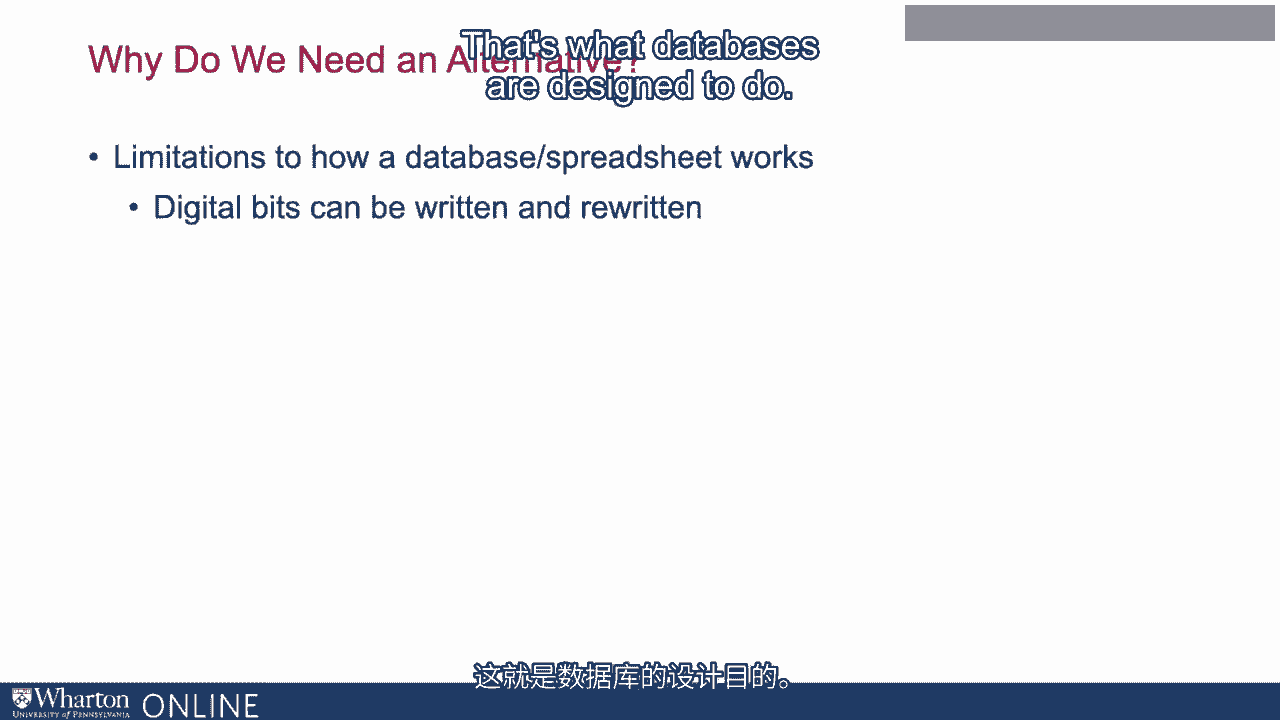 Why Do We Need an Alternative?
That's what databases
are designed to do.
• Limitations to how a database/spreadsheet works
• Digital bits can be written and rewritten
这就是数据库的设计目的。
Wharton ONLINE
UNIVERSITY of PENNSYLVANIA